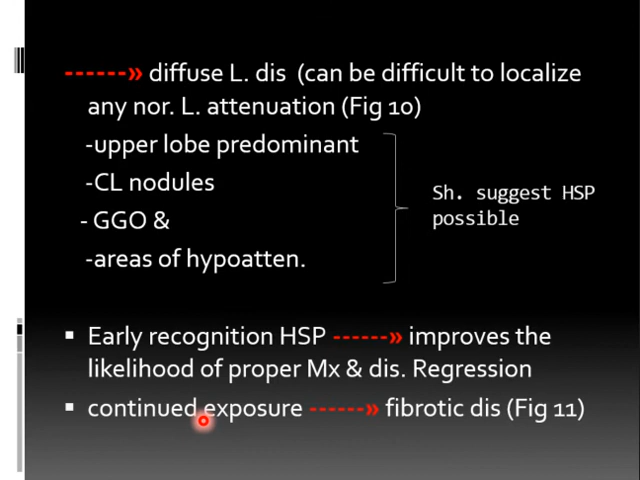 ------» diffuse L. dis (can be difficult to localize
any nor. L. attenuation (Fig 10)
-upper lobe predominant
-CL nodules
- GGO &
-areas of hypoatten.
Sh. suggest HSP
possible
▪ Early recognition HSP ------» improves the
likelihood of proper Mx & dis. Regression
▪ continued exposure ------» fibrotic dis (Fig 11)